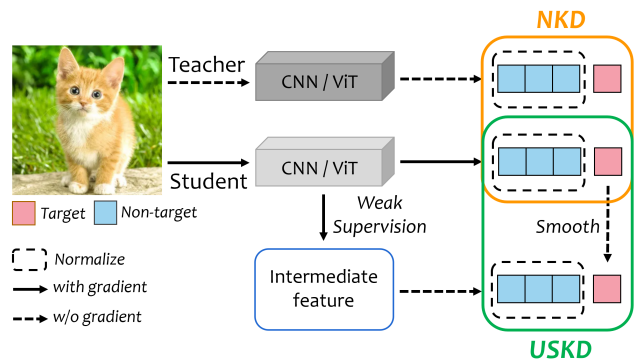 NKD
Teacher
CNN / ViT
CNN / ViT
Student
Weak
Supervision
Target
Non-target
Smooth
Normalize
with gradient
w/o gradient
Intermediate
feature
USKD